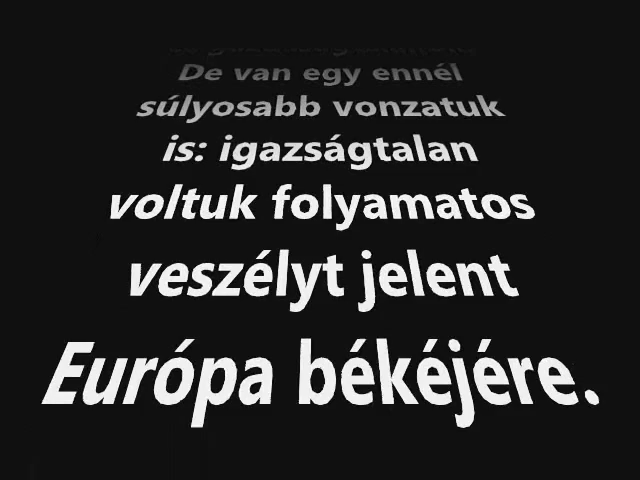 De van egy ennél
súlyosabb vonzatuk
is: igazságtalan
voltuk folyamatos
veszélyt jelent
Európa békéjére.